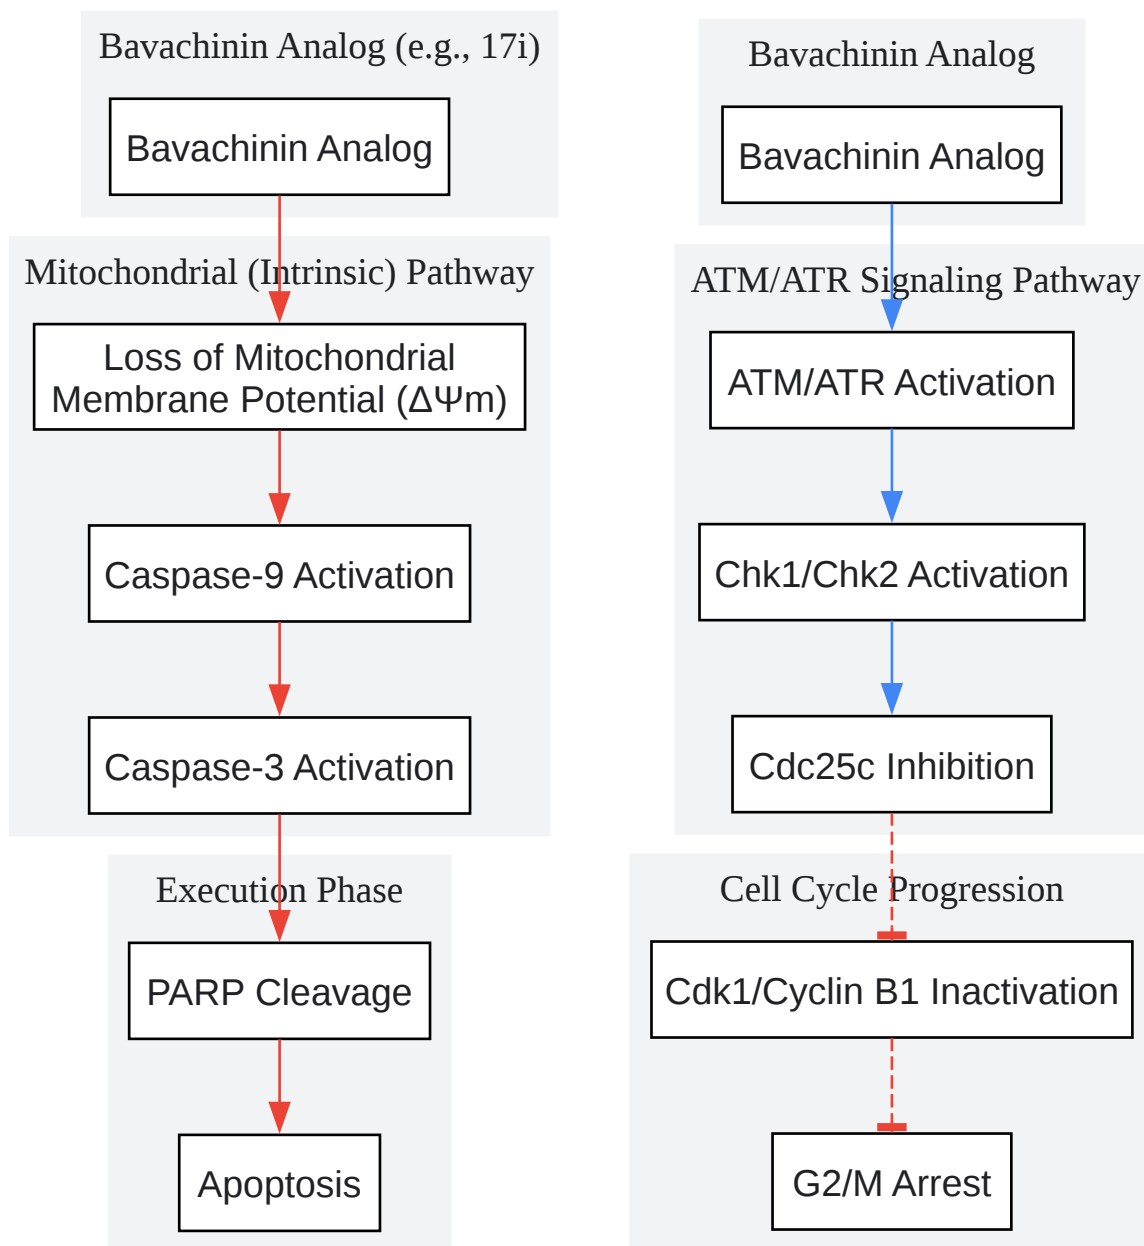 Bavachinin Analog (e.g., 17i)
Bavachinin Analog
Mitochondrial (Intrinsic) Pathway
Loss of Mitochondrial
Membrane Potential (ΔΨm)
Caspase-9 Activation
Caspase-3 Activation
Execution Phase
PARP Cleavage
Apoptosis
Bavachinin Analog
Bavachinin Analog
ATM/ATR Signaling Pathway
ATM/ATR Activation
Chk1/Chk2 Activation
Cdc25c Inhibition
Cell Cycle Progression
Cdk1/Cyclin B1 Inactivation
G2/M Arrest